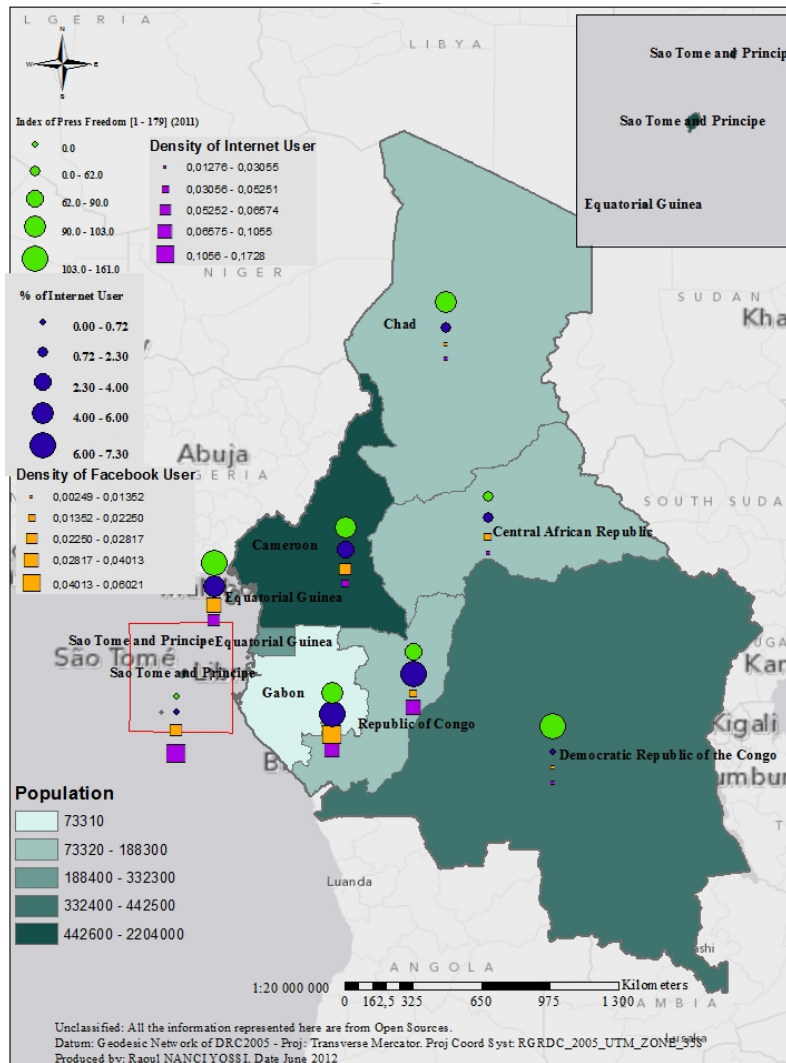 LGERIA
LIBYA
N
W
E
S
Sao Tome and Princip
Sao Tome and Principe
Equatorial Guinea
Index of Press Freedom [1 - 179] (2011)
0.0
0.0 - 62.0
62.0 - 90.0
90.0 - 103.0
103.0 - 161.0
Density of Internet User
0,01276 - 0,03055
0,03056 - 0,05251
0,05252 - 0,06574
0,06575 - 0,1055
0,1056 - 0,1728
NIGER
SUDAN
Kha
Chad
% of Internet User
0.00 - 0.72
0.72 - 2.30
2.30 - 4.00
4.00 - 6.00
6.00 - 7.30
Abuja
GERIA
Density of Facebook User
0,00249 - 0,01352
0,01352 - 0,02250
0,02250 - 0,02817
0,02817 - 0,04013
0,04013 - 0,06021
SOUTH SUDA
Central African Republic
Cameroon
Equatorial Guinea
Sao Tome and Principe
Equatorial Guinea
São Tomé
Sao Tome and Principe
Libr
Gabon
Republic of Congo
UGA
Kam
Kigali
Democratic Republic of the Congo
umbur
B
Population
73310
73320 - 188300
188400 - 332300
332400 - 442500
442600 - 2204000
Luanda
ANGOLA
ashi
1:20 000 000
Kilometers
0 162,5 325 650 975 1 300
AMBIA
Lusaka
Unclassified: All the information represented here are from Open Sources.
Datum: Geodesic Network of DRC2005 - Proj: Transverse Mercator. Proj Coord Syst: RGRDC_2005_UTM_ZONE_33S
Produced by: Raoul NANCI YOSSI, Date June 2012